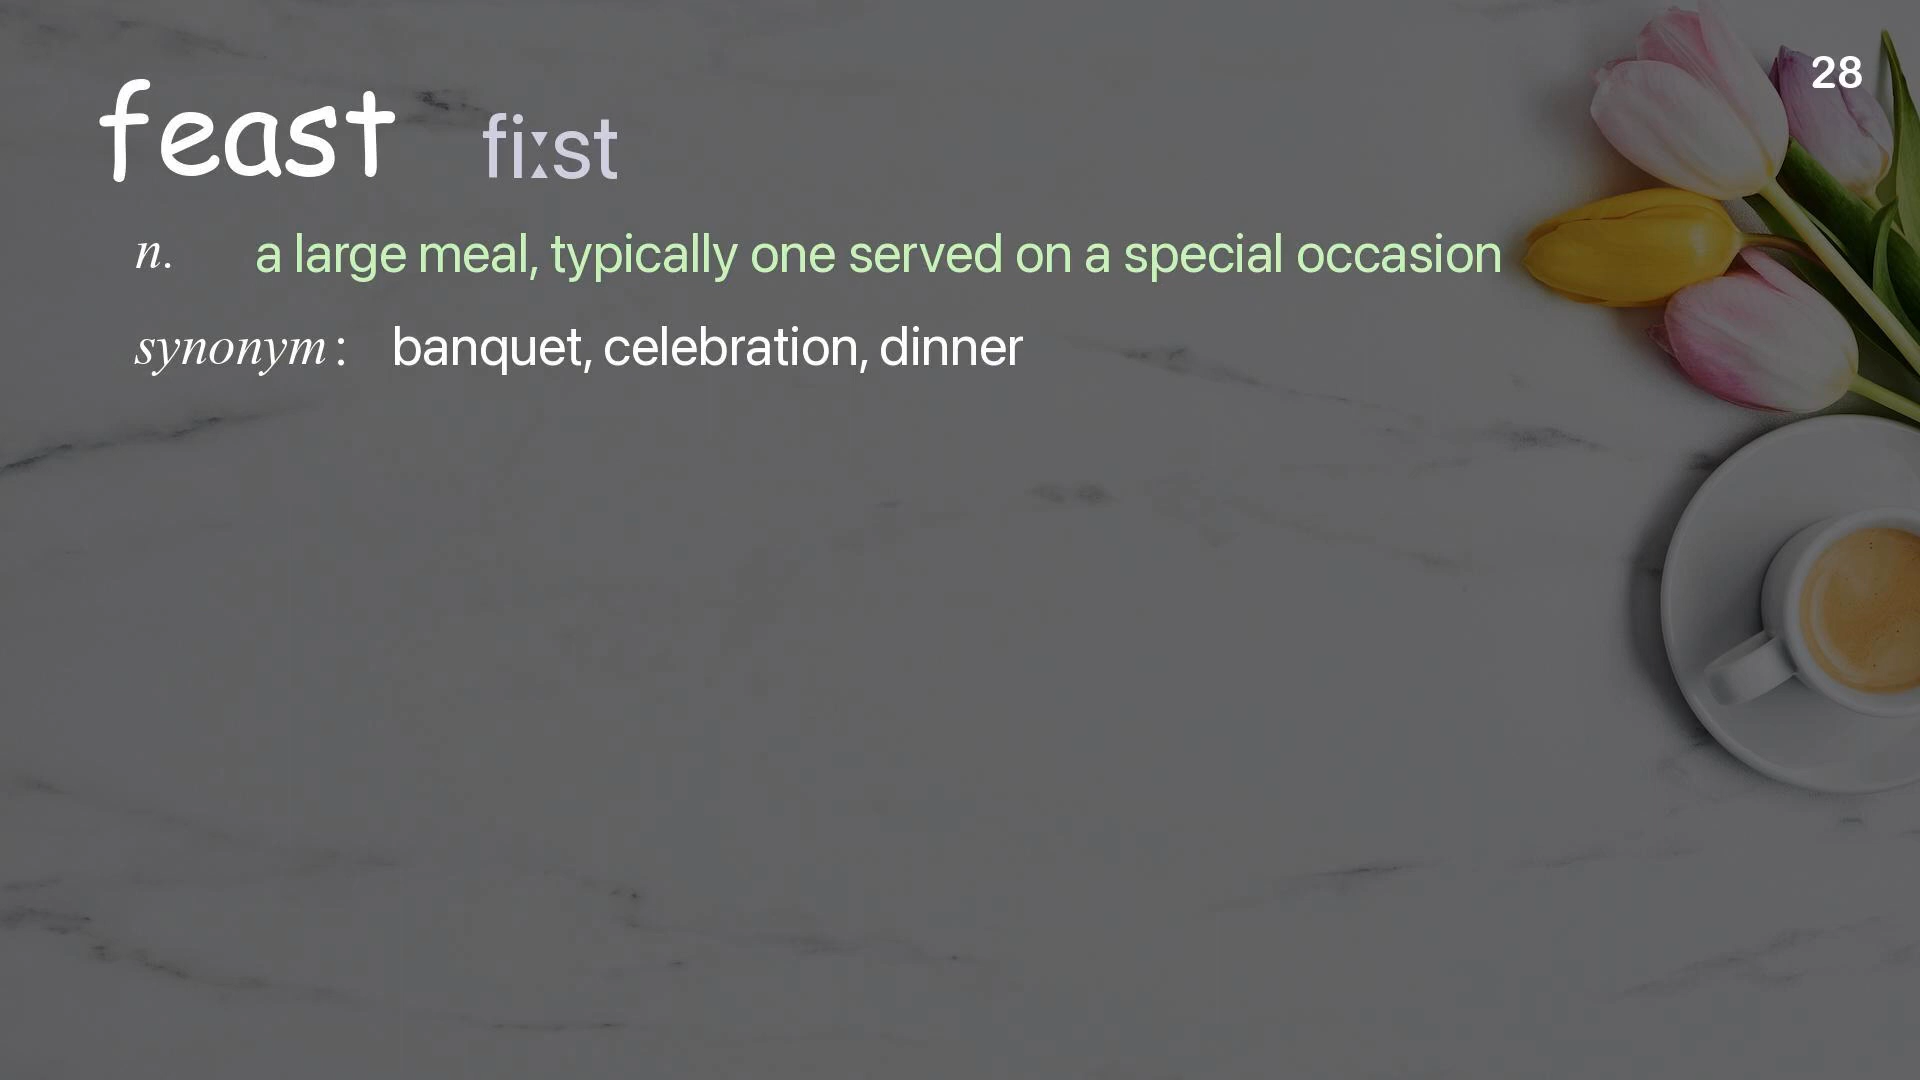 28
feast fiːst
n. a large meal, typically one served on a special occasion
synonym: banquet, celebration, dinner